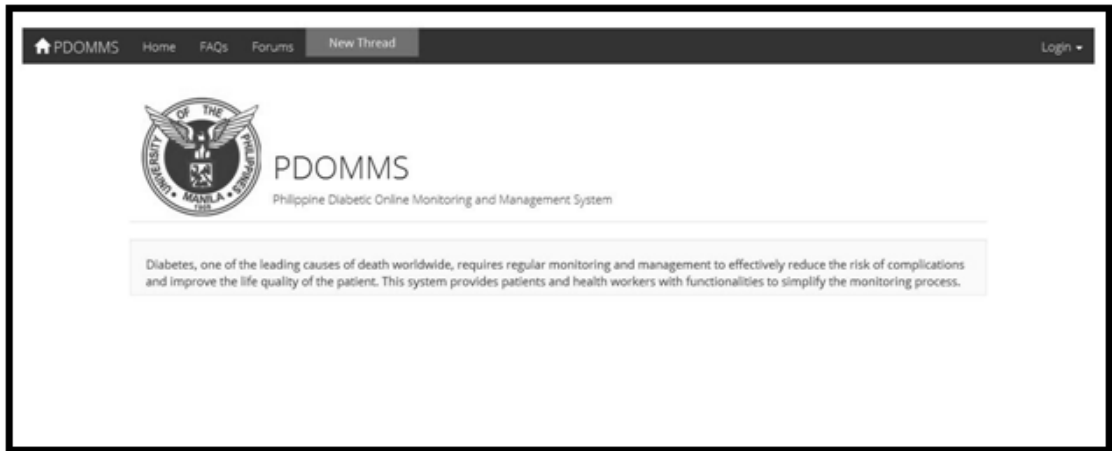 PDOMMS Home FAQs Forums New Thread Login
UNIVERSITY OF THE PHILIPPINES
MANILA
1908
PDOMMS
Philippine Diabetic Online Monitoring and Management System
Diabetes, one of the leading causes of death worldwide, requires regular monitoring and management to effectively reduce the risk of complications
and improve the life quality of the patient. This system provides patients and health workers with functionalities to simplify the monitoring process.